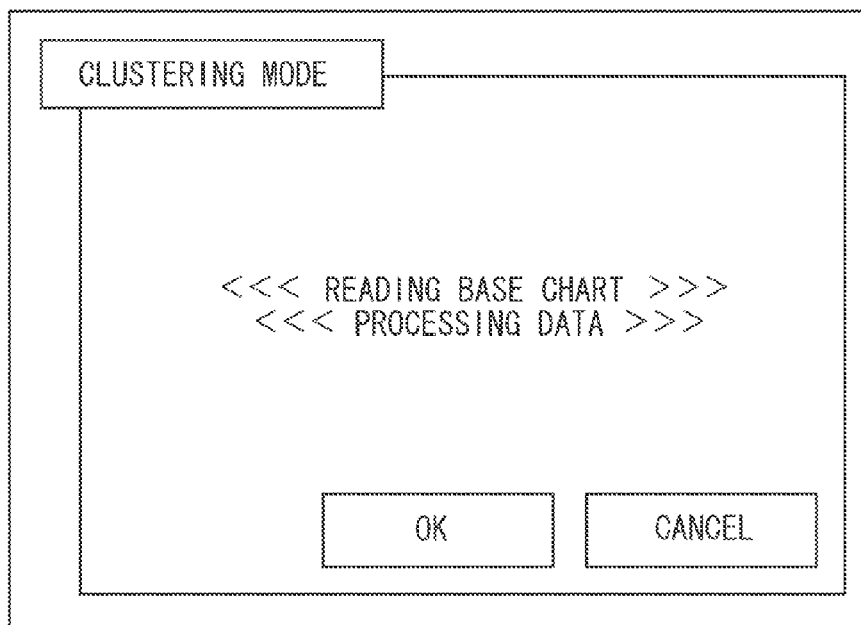 CLUSTERING MODE
<<< READING BASE CHART >>>
<<< PROCESSING DATA >>>
OK
CANCEL